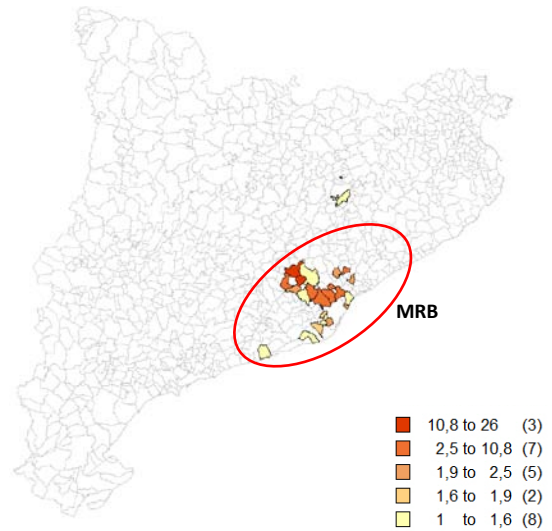 MRB
10,8 to 26 (3)
2,5 to 10,8 (7)
1,9 to 2,5 (5)
1,6 to 1,9 (2)
1 to 1,6 (8)